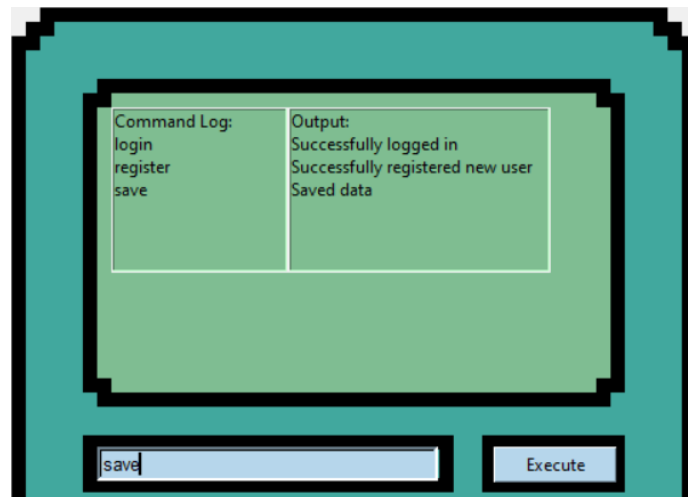 Command Log:
login
register
save
Output:
Successfully logged in
Successfully registered new user
Saved data
save
Execute